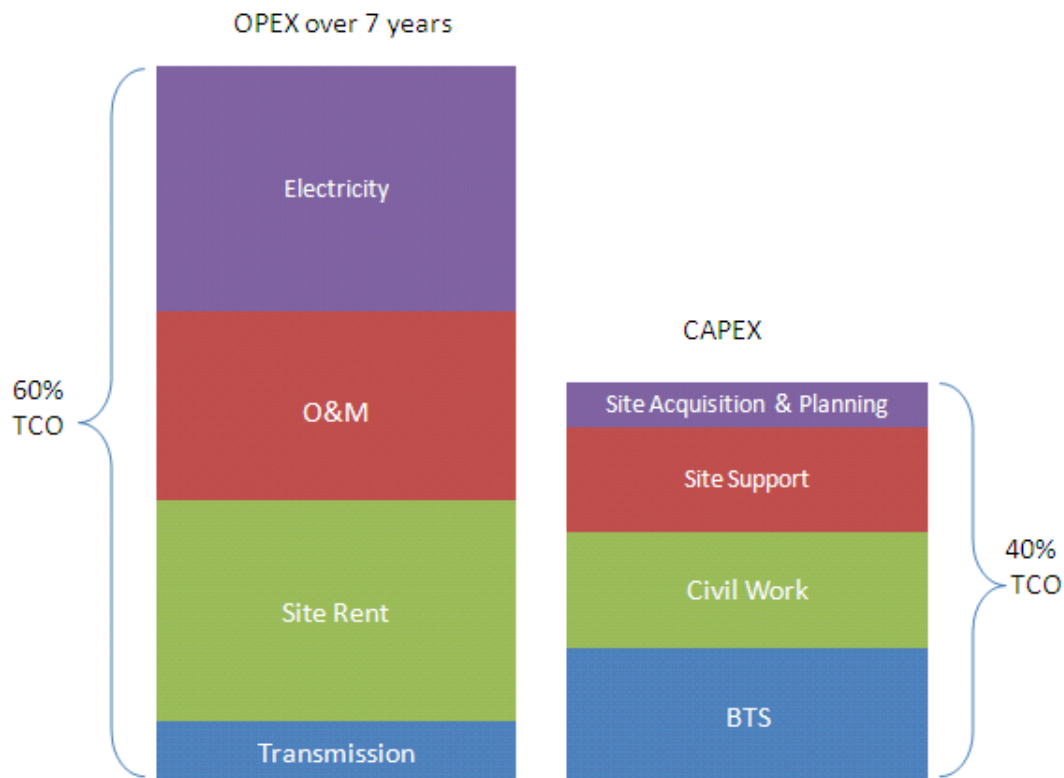 OPEX over 7 years
Electricity
O&M
Site Rent
Transmission
60%
TCO
CAPEX
Site Acquisition & Planning
Site Support
Civil Work
BTS
40%
TCO